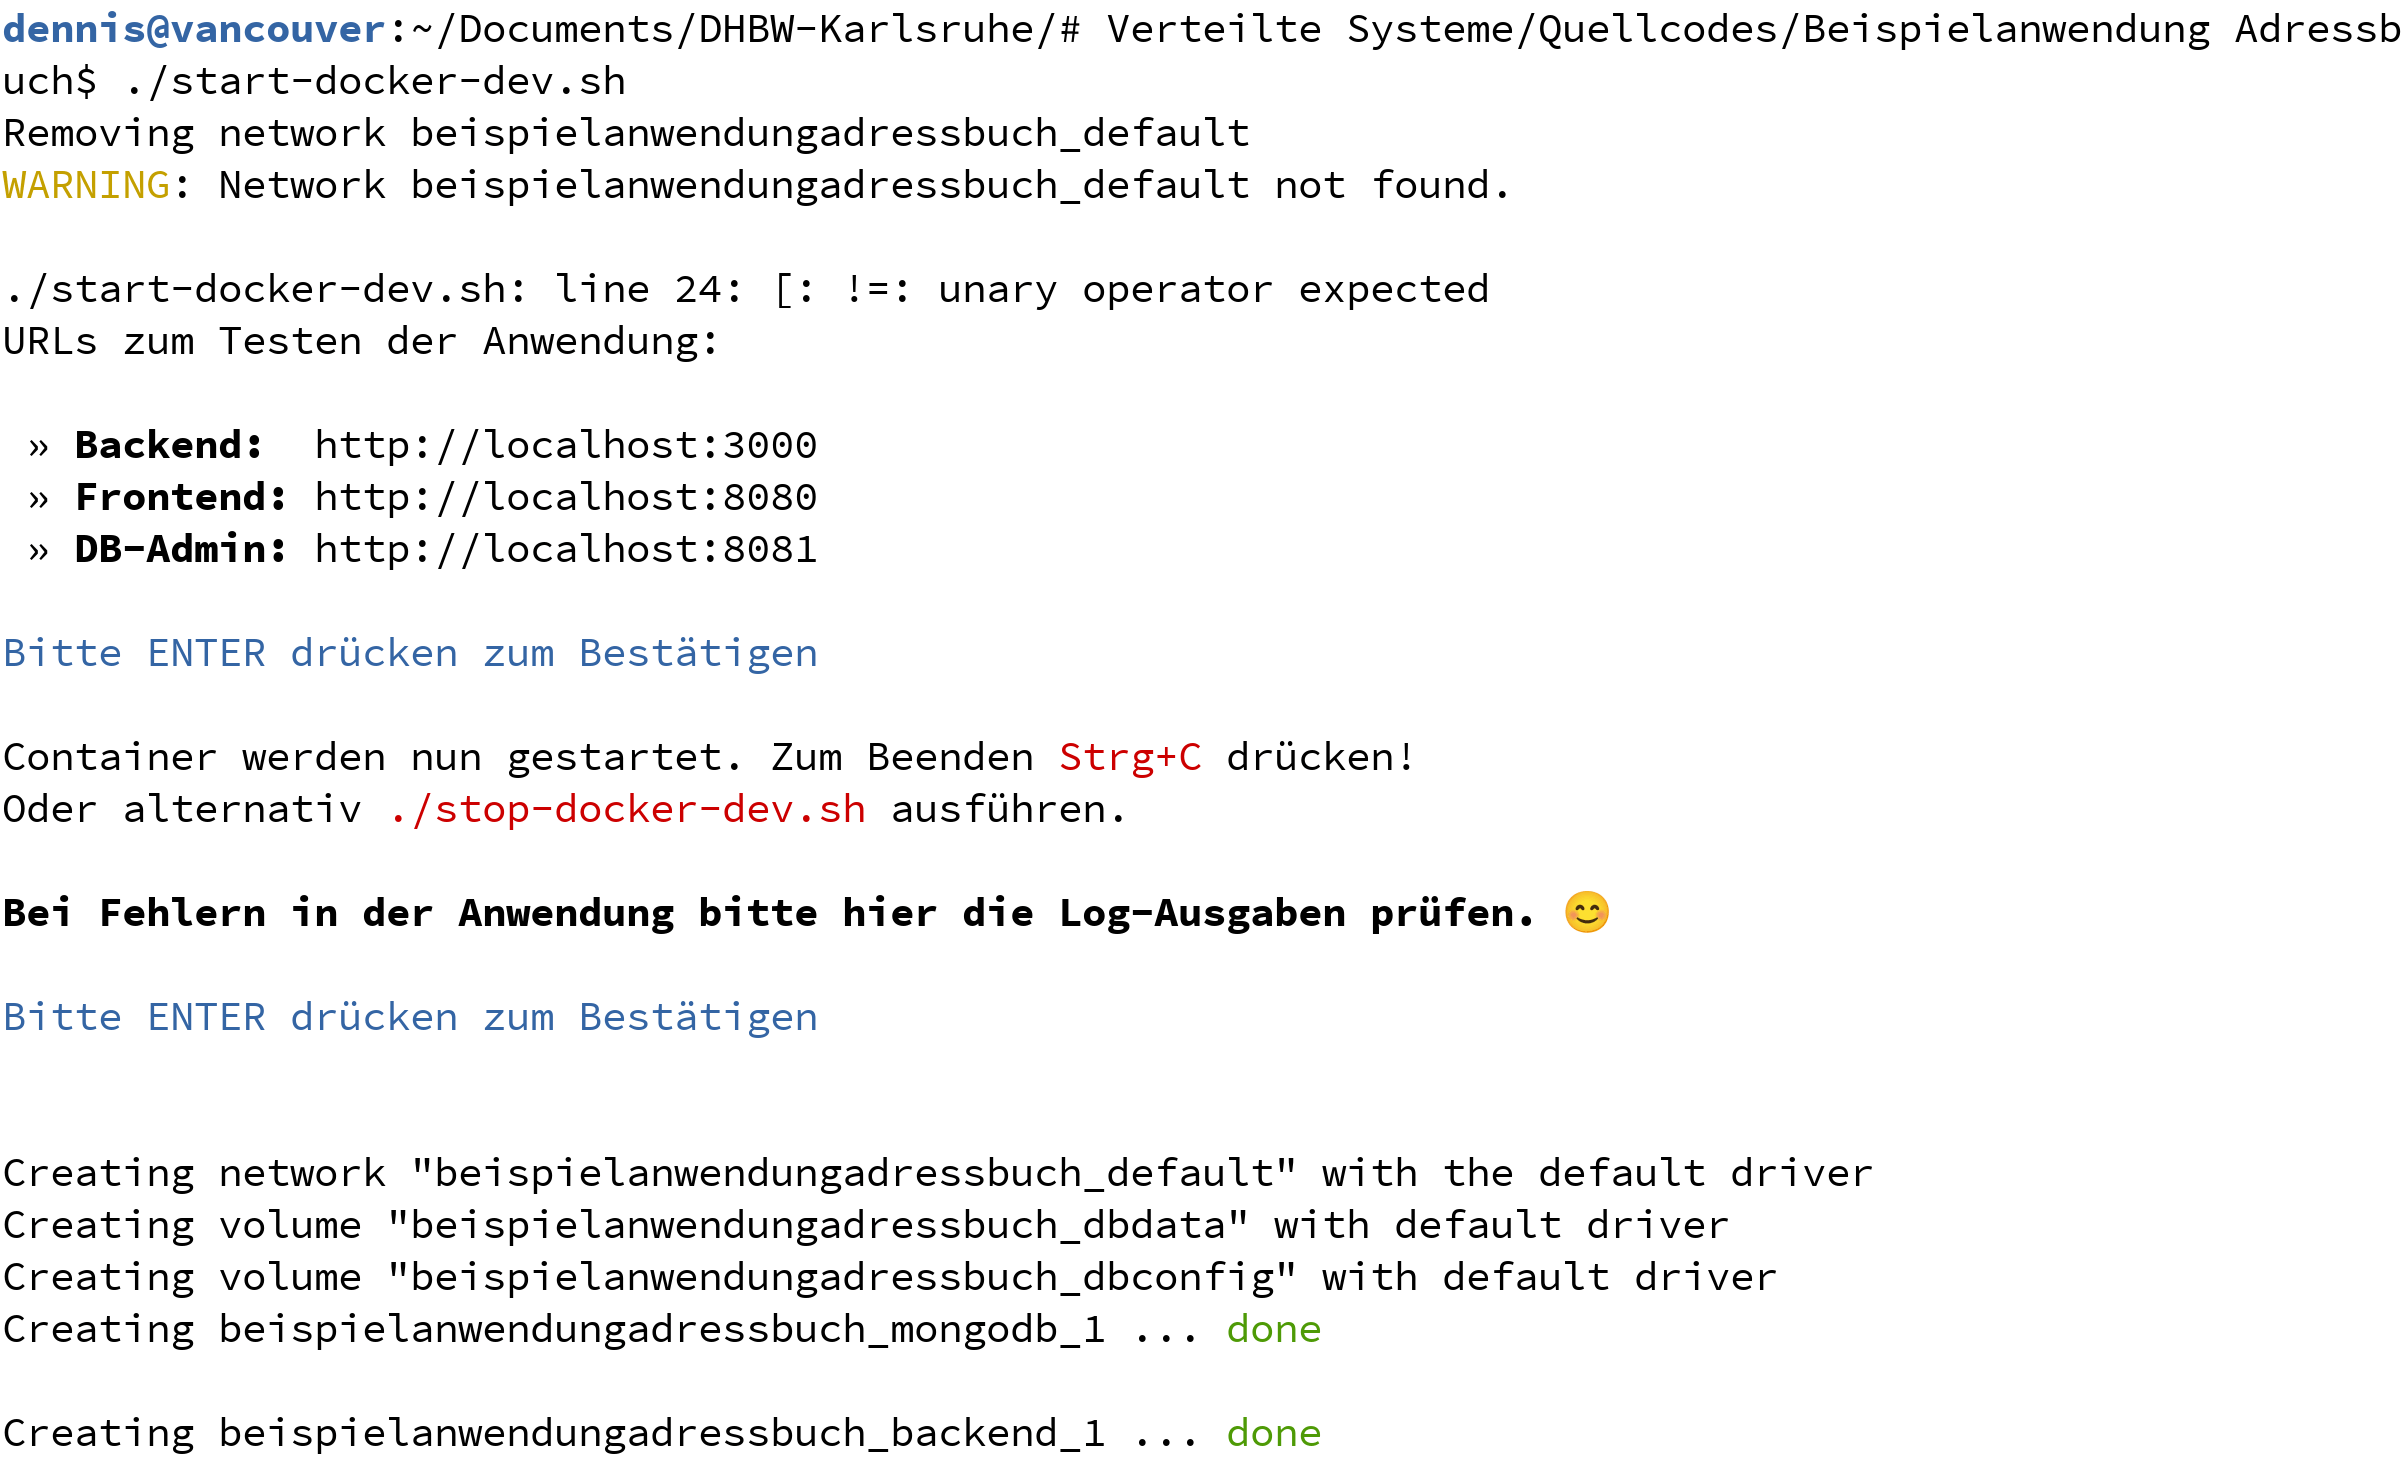 dennis@vancouver:~/Documents/DHBW-Karlsruhe/# Verteilte Systeme/Quellcodes/Beispielanwendung Adressb
uch$ ./start-docker-dev.sh
Removing network beispielanwendungadressbuch_default
WARNING: Network beispielanwendungadressbuch_default not found.
./start-docker-dev.sh: line 24: [: !=: unary operator expected
URLs zum Testen der Anwendung:
» Backend:  http://localhost:3000
» Frontend: http://localhost:8080
» DB-Admin: http://localhost:8081
Bitte ENTER drücken zum Bestätigen
Container werden nun gestartet. Zum Beenden Strg+C drücken!
Oder alternativ ./stop-docker-dev.sh ausführen.
Bei Fehlern in der Anwendung bitte hier die Log-Ausgaben prüfen. 😊
Bitte ENTER drücken zum Bestätigen
Creating network "beispielanwendungadressbuch_default" with the default driver
Creating volume "beispielanwendungadressbuch_dbdata" with default driver
Creating volume "beispielanwendungadressbuch_dbconfig" with default driver
Creating beispielanwendungadressbuch_mongodb_1 ... done
Creating beispielanwendungadressbuch_backend_1 ... done